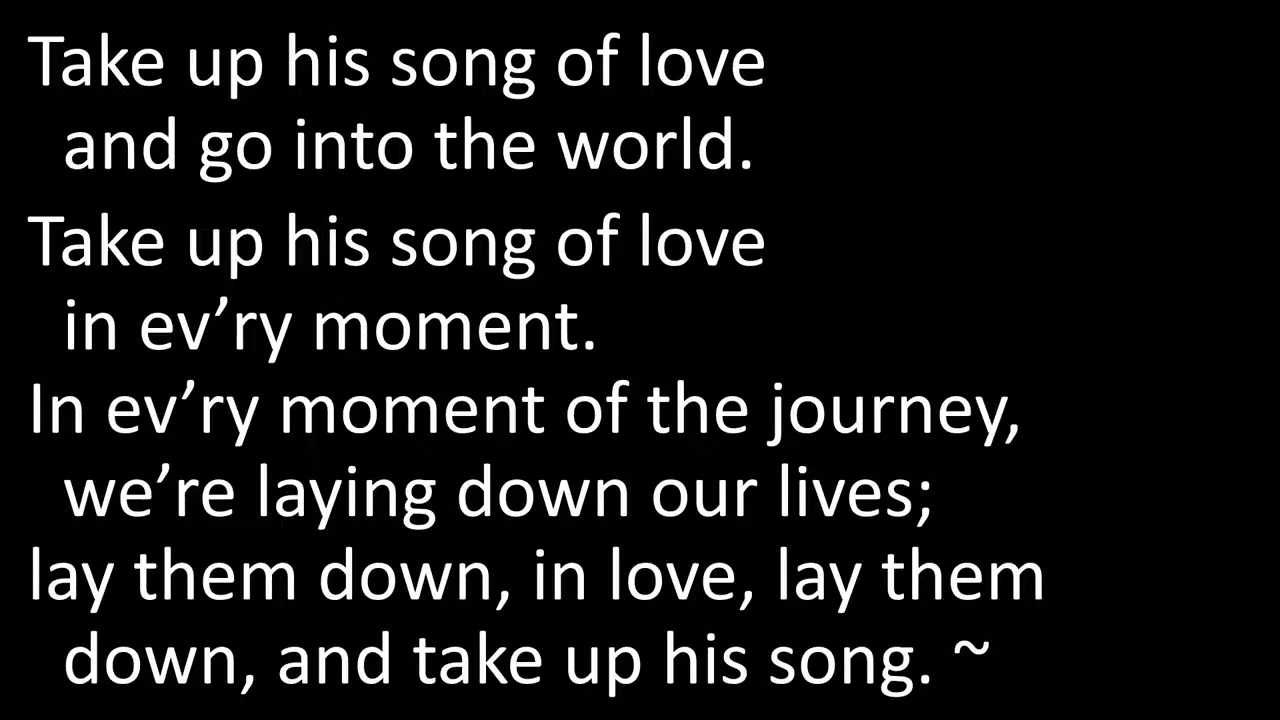 Take up his song of love
and go into the world.
Take up his song of love
in ev’ry moment.
In ev’ry moment of the journey,
we’re laying down our lives;
lay them down, in love, lay them
down, and take up his song. ~